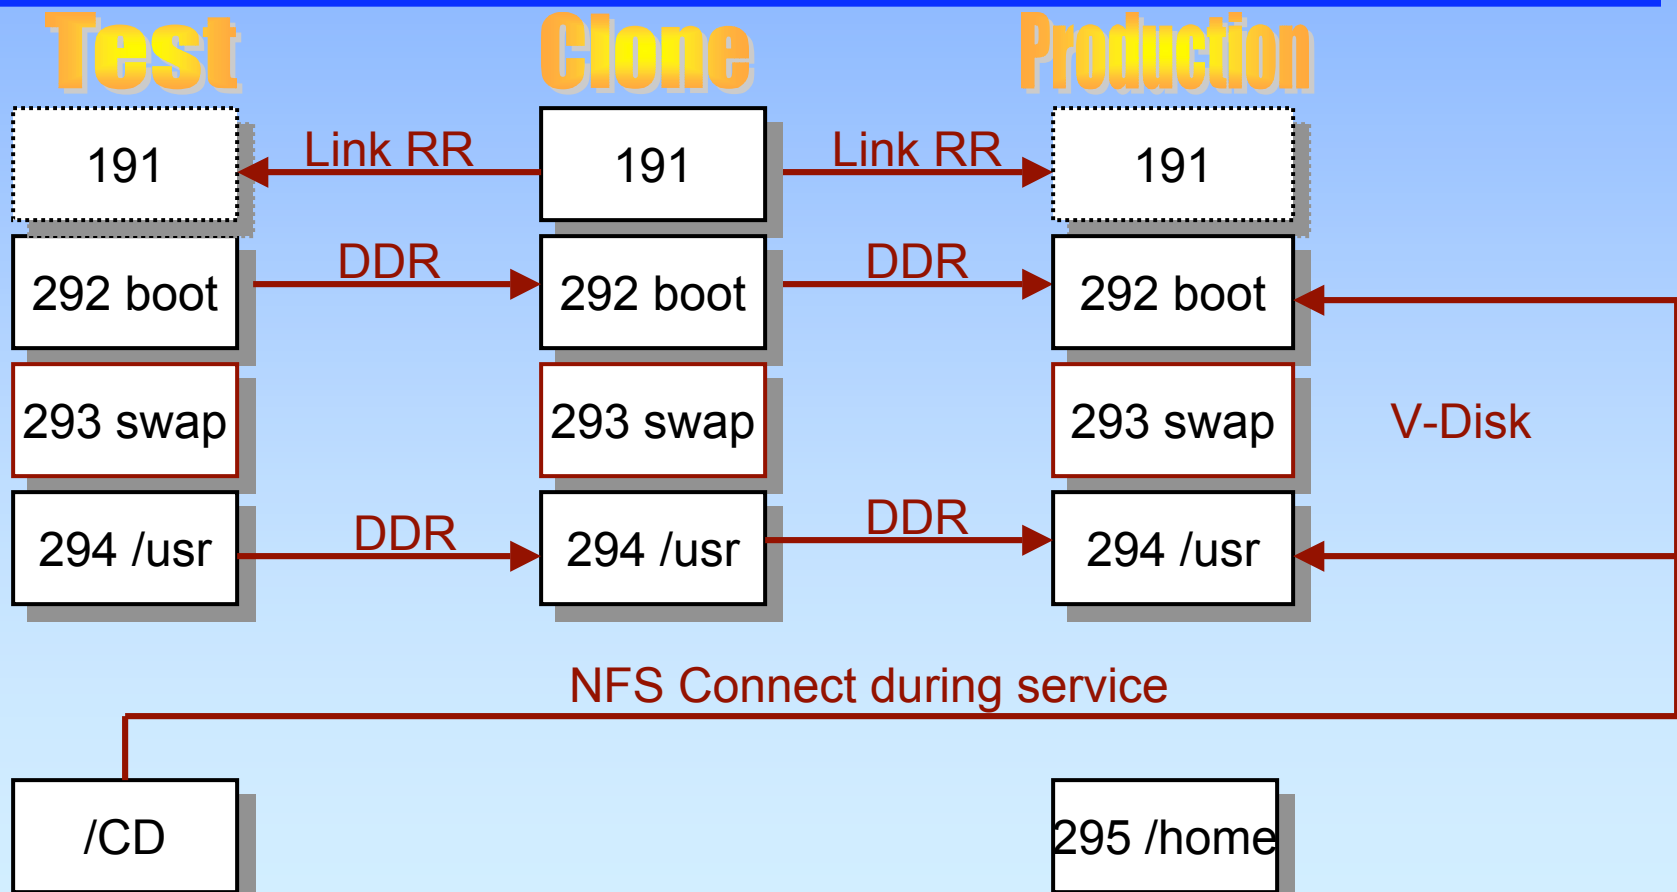 Test
Clone
Production
191
Link RR
191
Link RR
191
292 boot
DDR
292 boot
DDR
292 boot
293 swap
293 swap
293 swap
V-Disk
294 /usr
DDR
294 /usr
DDR
294 /usr
NFS Connect during service
/CD
295 /home